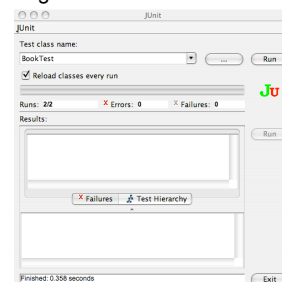 JUnit
JUnit
Test class name:
BookTest ... Run
Reload classes every run
JU
Runs: 2/2 X Errors: 0 X Failures: 0
Results:
Run
X Failures Test Hierarchy
Finished: 0.358 seconds
Exit